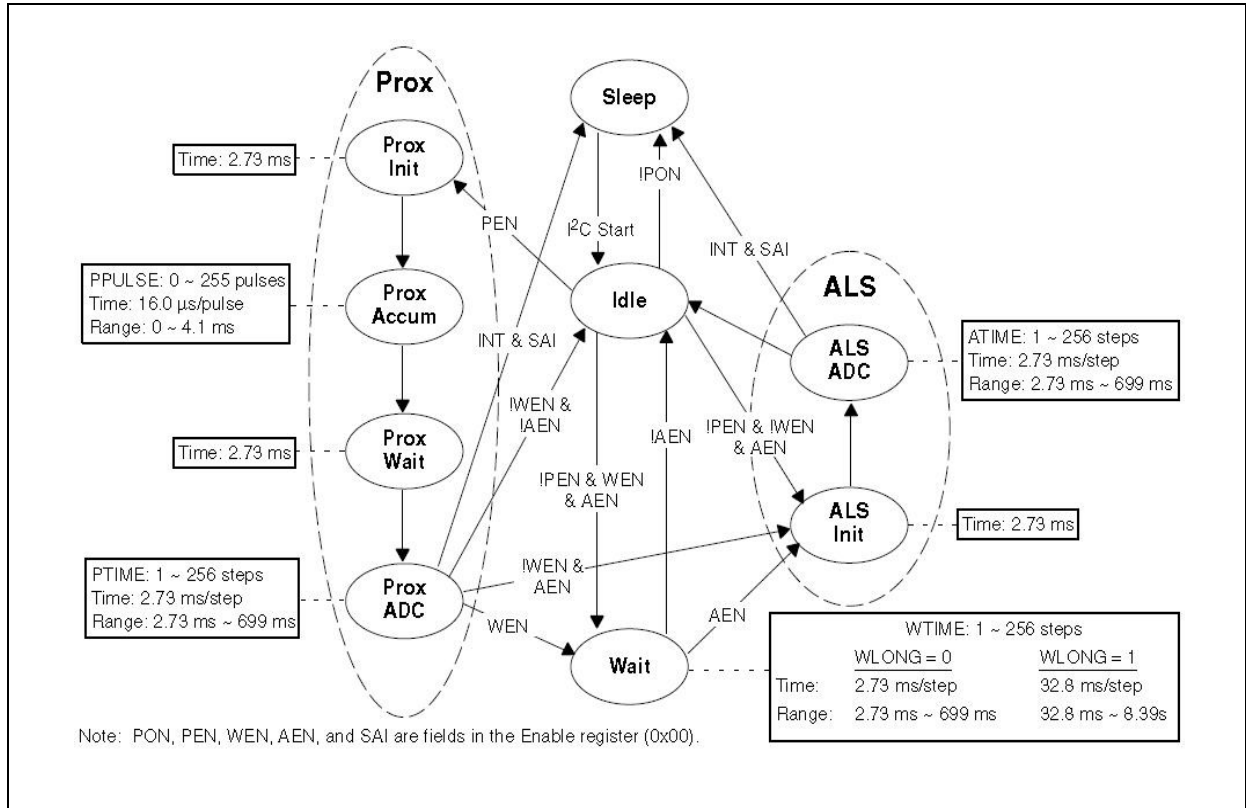 Prox
Prox
Init
Time: 2.73 ms
Prox
Accum
PPULSE: 0 ~ 255 pulses
Time: 16.0 µs/pulse
Range: 0 ~ 4.1 ms
Prox
Wait
Time: 2.73 ms
Prox
ADC
PTIME: 1 ~ 256 steps
Time: 2.73 ms/step
Range: 2.73 ms ~ 699 ms
Sleep
PEN
I²C Start
!PON
INT & SAI
Idle
INT & SAI
!WEN &
!AEN
!PEN & WEN
& AEN
!AEN
!PEN & !WEN
& AEN
!WEN &
AEN
WEN
AEN
Wait
ALS
ALS
ADC
ATIME: 1 ~ 256 steps
Time: 2.73 ms/step
Range: 2.73 ms ~ 699 ms
ALS
Init
Time: 2.73 ms
WTIME: 1 ~ 256 steps
WLONG = 0 WLONG = 1
Time: 2.73 ms/step 32.8 ms/step
Range: 2.73 ms ~ 699 ms 32.8 ms ~ 8.39s
Note: PON, PEN, WEN, AEN, and SAI are fields in the Enable register (0x00).